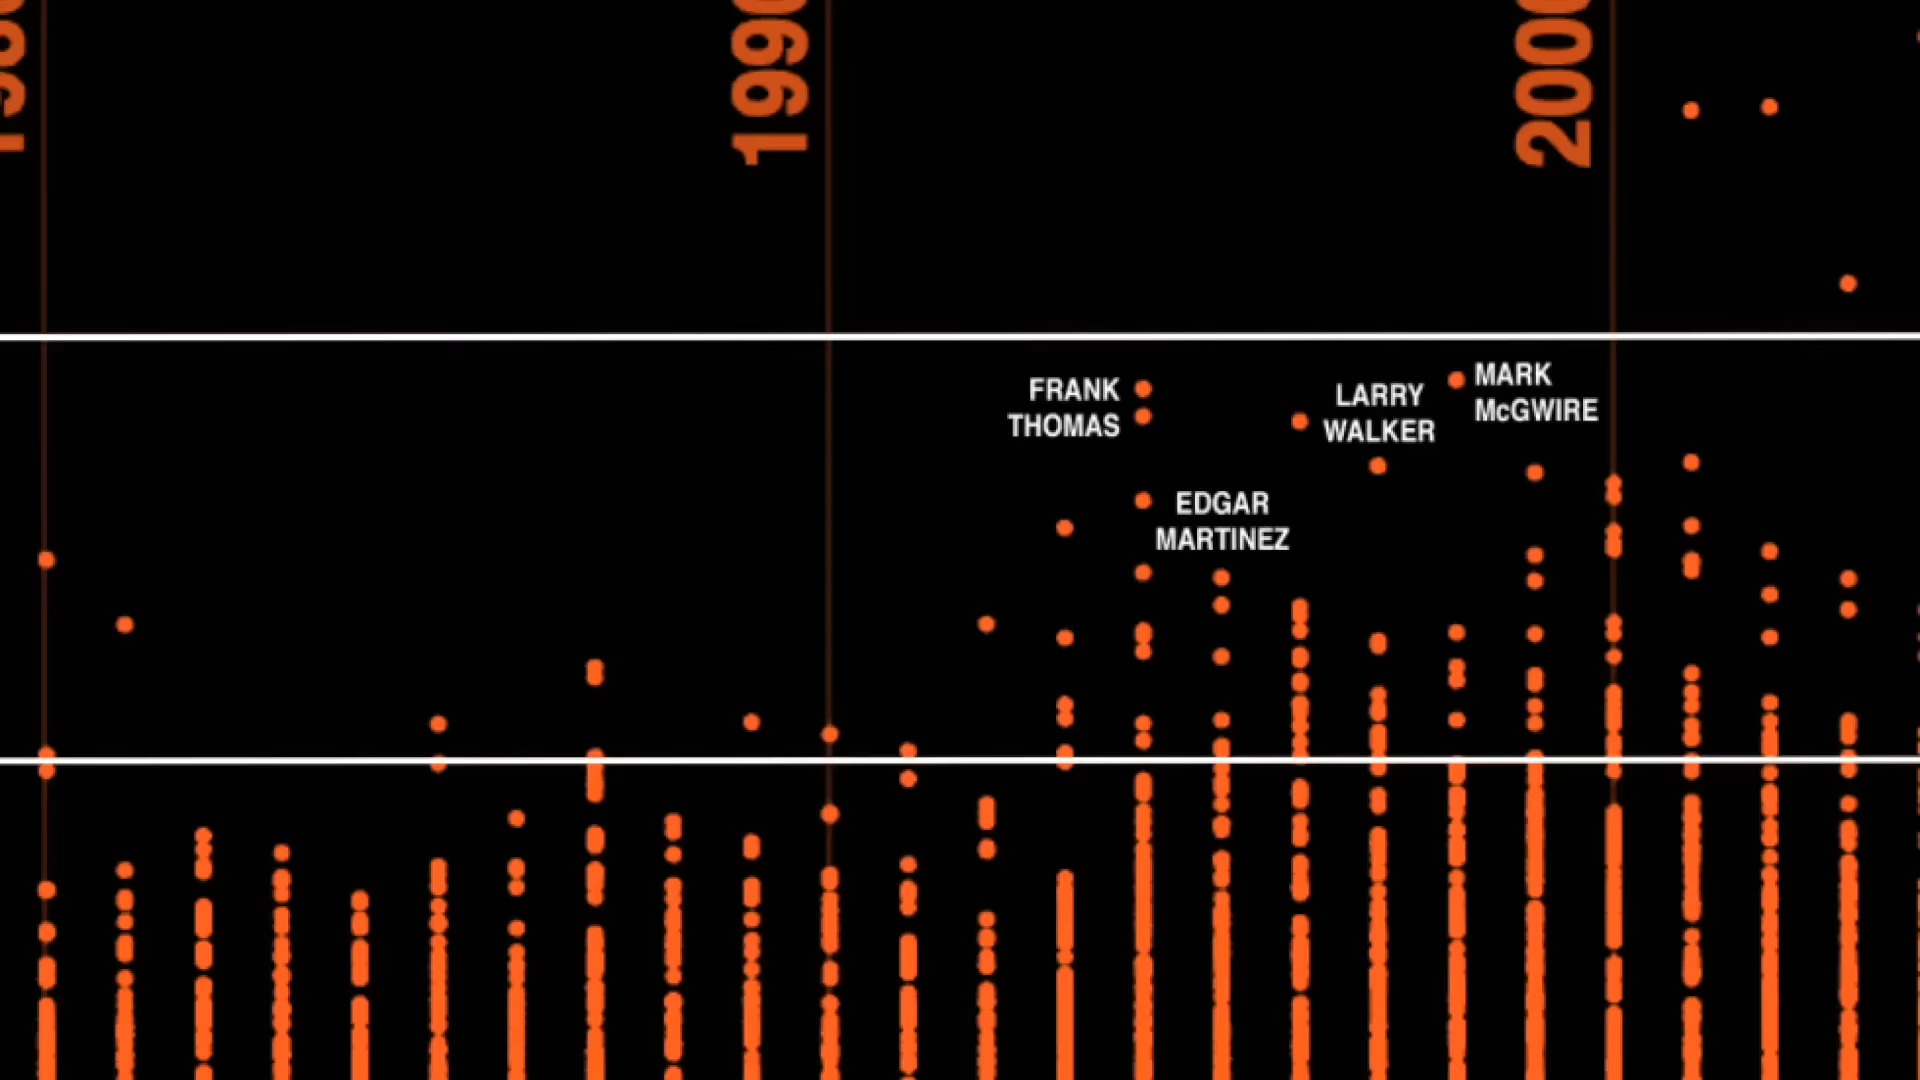 1990
2000
FRANK
THOMAS
EDGAR
MARTINEZ
LARRY
WALKER
MARK
McGWIRE